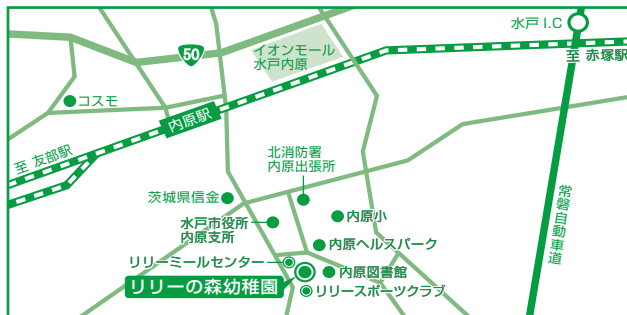 水戸 I.C
50
イオンモール
水戸内原
至 赤塚駅
コスモ
内原駅
至 友部駅
北消防署
内原出張所
茨城県信金
常磐自動車道
水戸市役所
内原支所
内原小
内原ヘルスパーク
リリーミールセンター
内原図書館
リリーの森幼稚園
リリースポーツクラブ